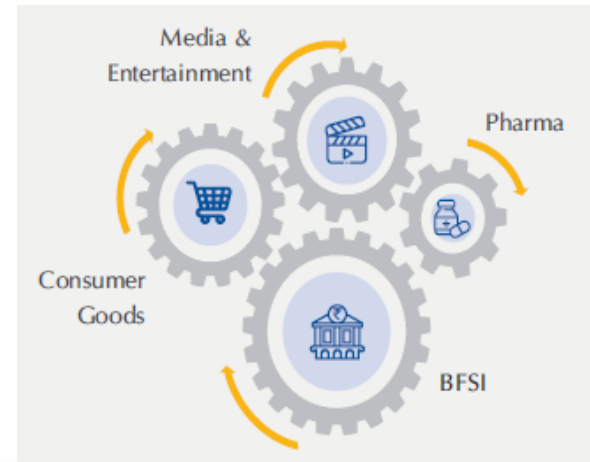 Media &
Entertainment
Pharma
Consumer
Goods
₹
BFSI